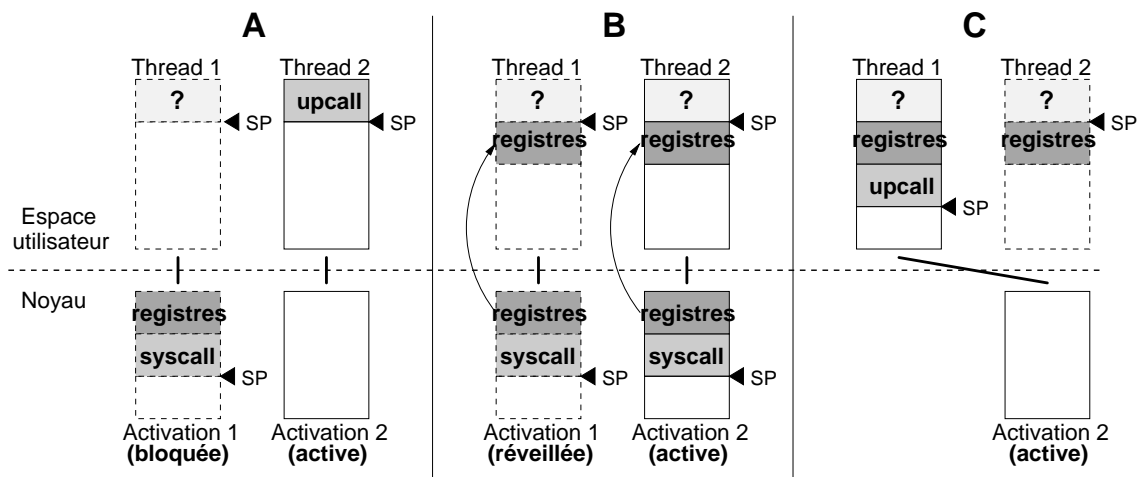 A
B
C
Thread 1
Thread 2
Thread 1
Thread 2
Thread 1
Thread 2
?
upcall
?
?
?
?
SP
SP
SP
SP
SP
registres
registres
registres
registres
upcall
SP
Espace
utilisateur
Noyau
registres
registres
registres
syscall
syscall
syscall
SP
SP
SP
Activation 1
Activation 2
Activation 1
Activation 2
Activation 2
(bloquée)
(active)
(réveillée)
(active)
(active)